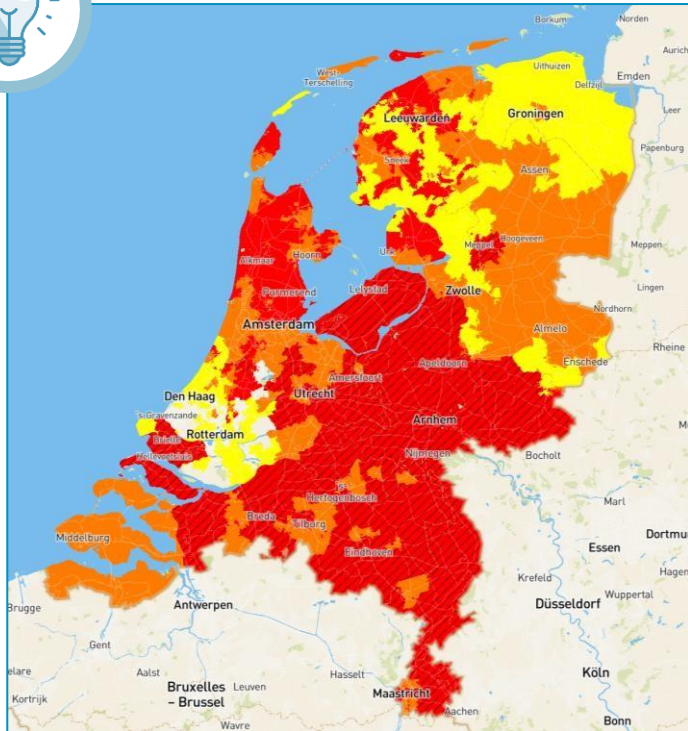 Borkum
Norden
Aurich
West-
Terschelling
Uithuizen
Delfzijl
Emden
Leer
Leeuwarden
Groningen
Papenburg
Sneek
Assen
Meppel
Hoogeveen
Meppen
Alkmaar
Hoorn
Urk
Lingen
Purmerend
Lelystad
Zwolle
Nordhorn
Amsterdam
Almelo
Rheine
Enschede
Apeldoorn
Amersfoort
Den Haag
Utrecht
's-Gravenzande
Arnhem
Rotterdam
Brielle
Hellevoetsluis
Nijmegen
Bocholt
's-
Hertogenbosch
Marl
Breda
Tilburg
Middelburg
Eindhoven
Essen
Dortmu
Hagen
Krefeld
Wuppertal
Brugge
Antwerpen
Düsseldorf
Gent
elare
Aalst
Hasselt
Köln
Kortrijk
Bruxelles
– Brussel
Leuven
Maastricht
Aachen
Wavre
Bonn